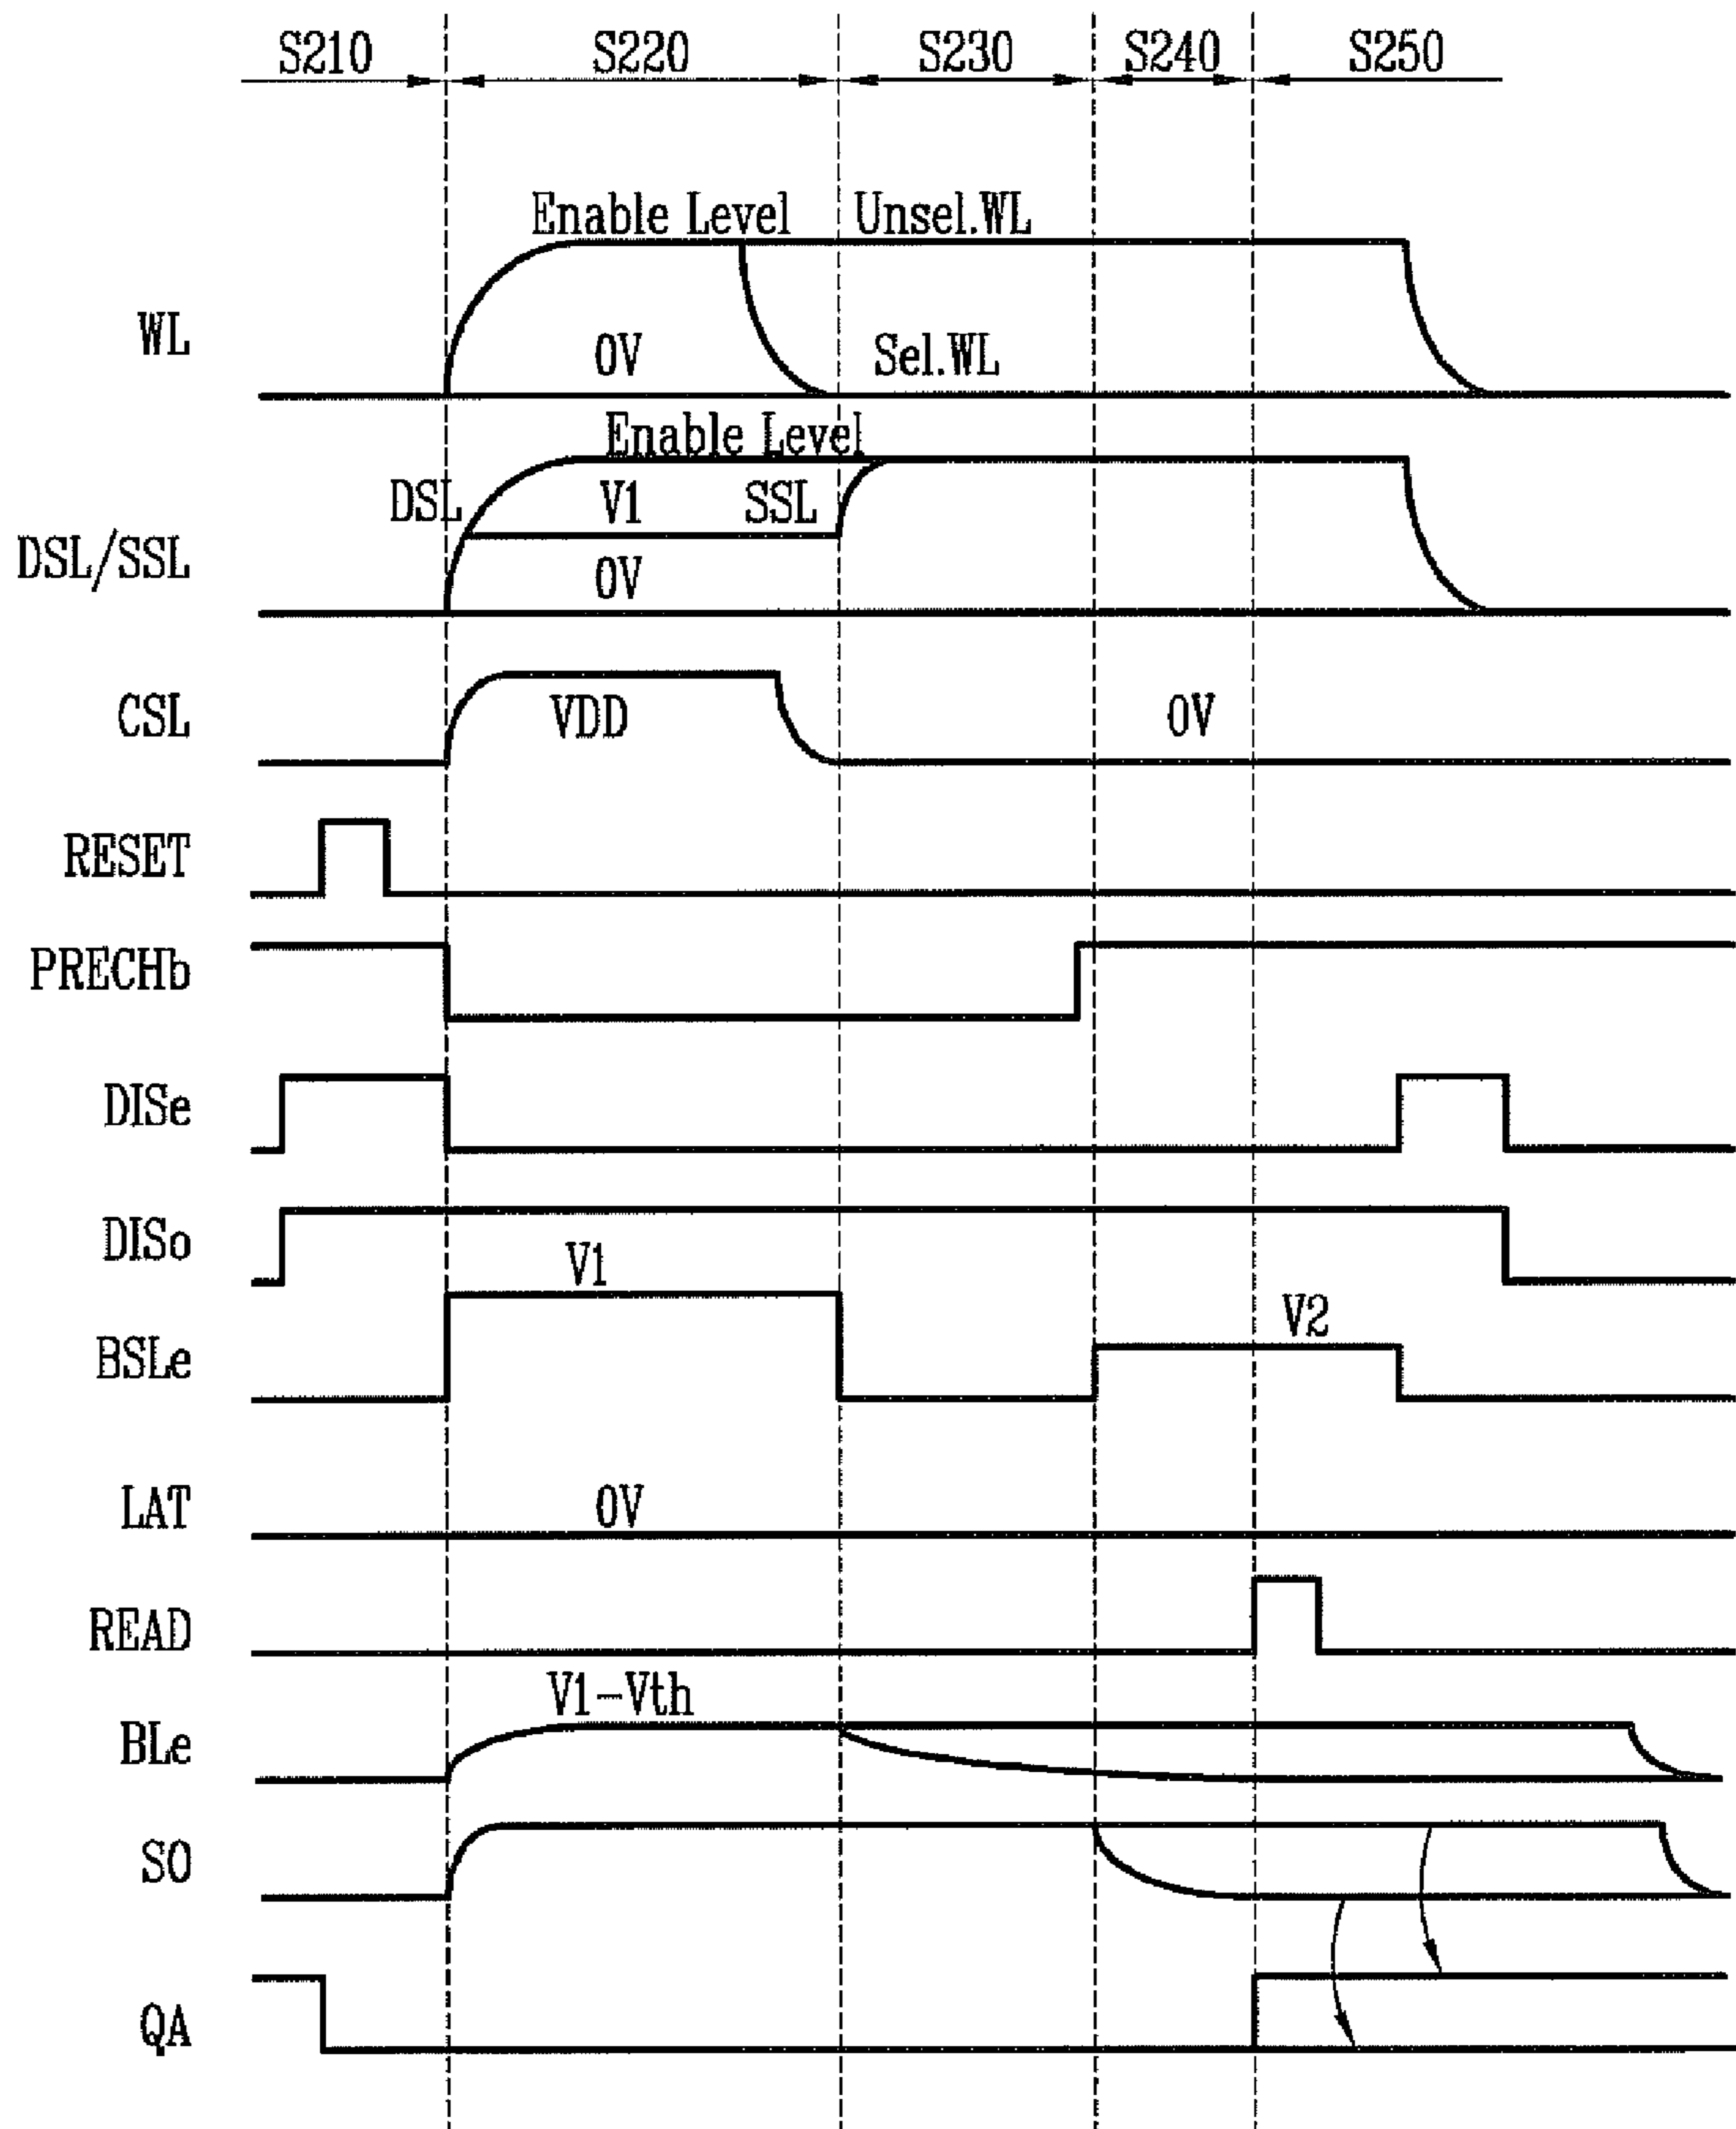 S210 S220 S230 S240 S250
Enable Level Unsel.WL
WL 0V Sel.WL
Enable Level
DSL V1 SSL
DSL/SSL 0V
CSL VDD 0V
RESET
PRECHb
DISe
DISo
V1
V2
BSLe
LAT 0V
READ
V1-Vth
BLe
SO
QA